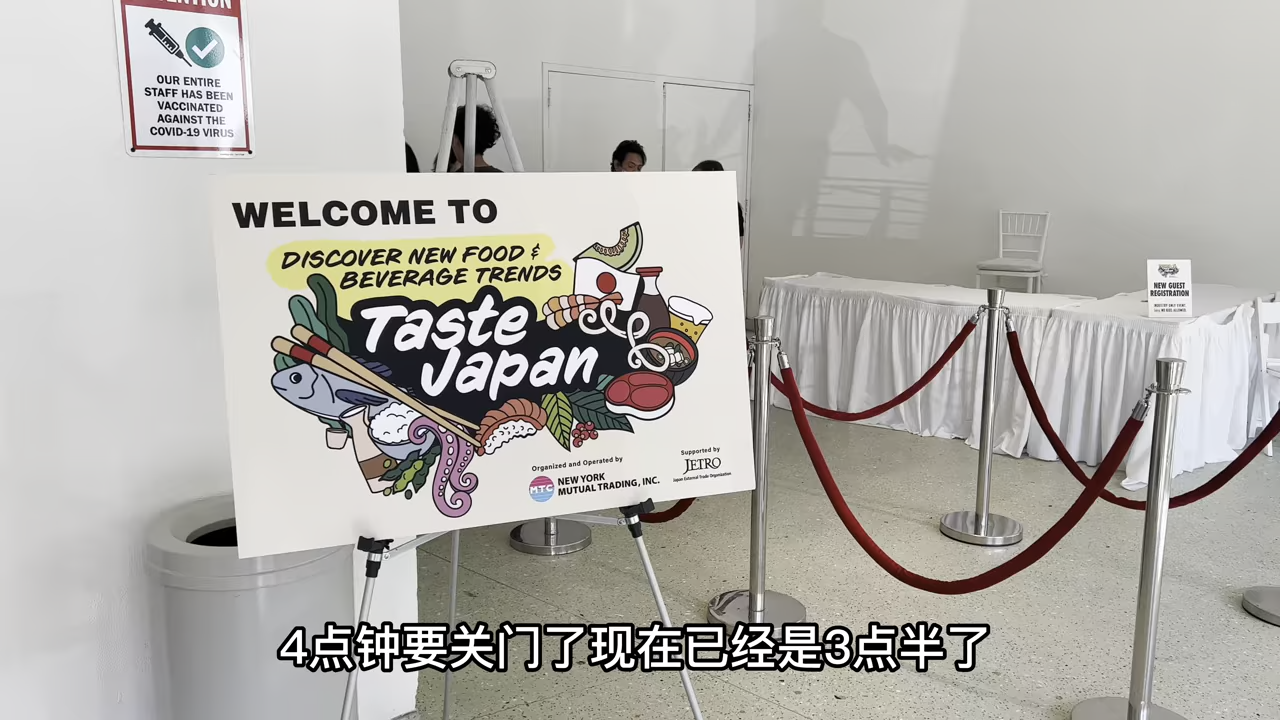 ATTENTION
OUR ENTIRE
STAFF HAS BEEN
VACCINATED
AGAINST THE
COVID-19 VIRUS
WELCOME TO
DISCOVER NEW FOOD &
BEVERAGE TRENDS
Taste
Japan
Organized and Operated by
MTC
NEW YORK
MUTUAL TRADING, INC.
Supported by
JETRO
Japan External Trade Organization
NEW GUEST
REGISTRATION
4点钟要关门了现在已经是3点半了